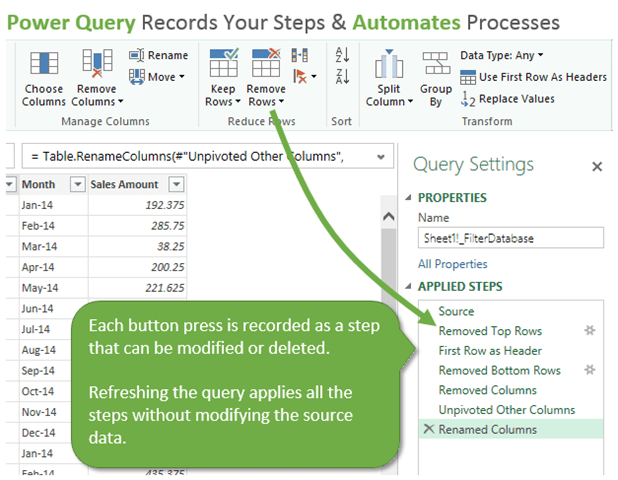 Power Query Records Your Steps & Automates Processes
Choose Columns
Remove Columns
Rename
Move
Manage Columns
Keep Rows
Remove Rows
Reduce Rows
A
Z
Z
A
Sort
Split Column
Group By
Data Type: Any
Use First Row As Headers
1
2 Replace Values
Transform
= Table.RenameColumns(#"Unpivoted Other Columns",
Month Sales Amount
Jan-14 192.375
Feb-14 285.75
Mar-14 38.25
Apr-14 200.25
May-14 221.625
Jun-14
Jul-14
Aug-14
Sep-14
Oct-14
Nov-14
Dec-14
Jan-14
Feb-14 435.375
Each button press is recorded as a step
that can be modified or deleted.
Refreshing the query applies all the
steps without modifying the source
data.
Query Settings
PROPERTIES
Name
Sheet1!_FilterDatabase
All Properties
APPLIED STEPS
Source
Removed Top Rows
First Row as Header
Removed Bottom Rows
Removed Columns
Unpivoted Other Columns
Renamed Columns